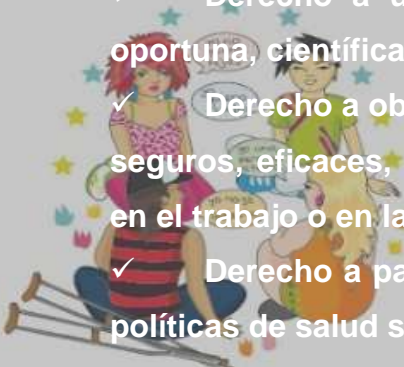 ✓ Derecho a a
oportuna, científica
✓ Derecho a ob
seguros, eficaces,
en el trabajo o en la
✓ Derecho a pa
políticas de salud s